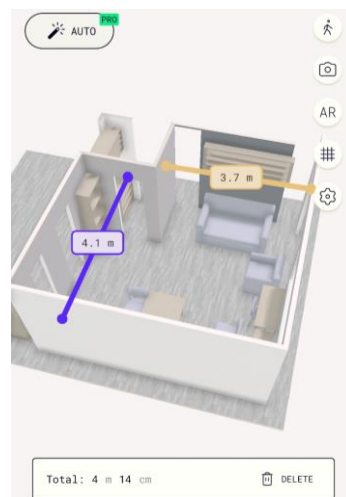 PRO
AUTO
AR
3.7 m
4.1 m
Total: 4 m 14 cm
DELETE